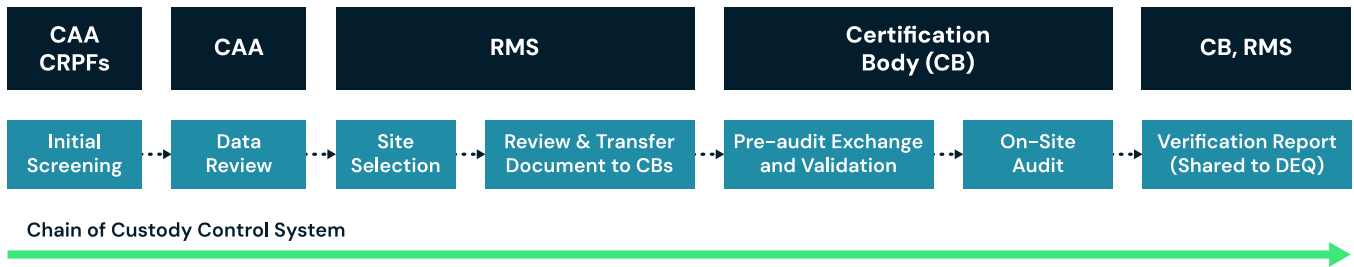 CAA
CRPFs
CAA
RMS
Certification
Body (CB)
CB, RMS
Initial
Screening
Data
Review
Site
Selection
Review & Transfer
Document to CBs
Pre-audit Exchange
and Validation
On-Site
Audit
Verification Report
(Shared to DEQ)
Chain of Custody Control System